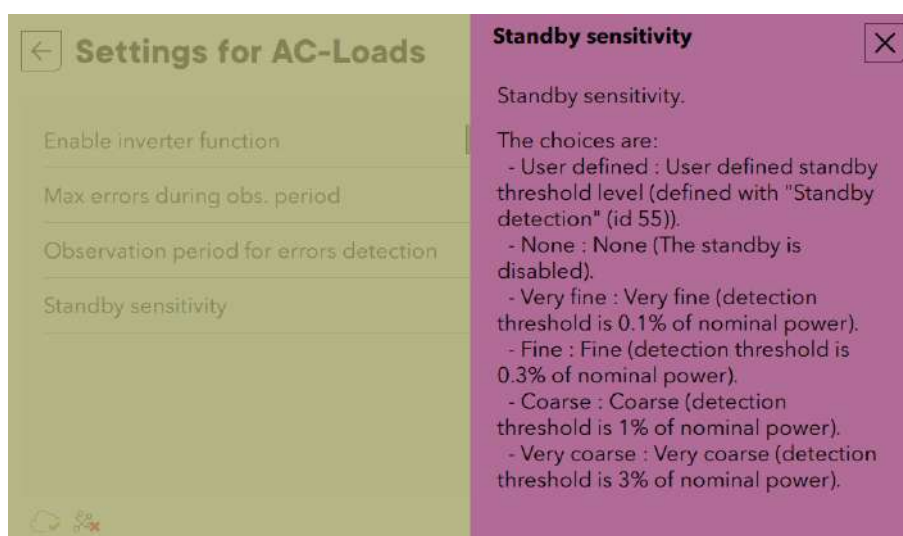 Settings for AC-Loads
Enable inverter function
Max errors during obs. period
Observation period for errors detection
Standby sensitivity
Standby sensitivity
Standby sensitivity.
The choices are:
- User defined : User defined standby
threshold level (defined with "Standby
detection" (id 55)).
- None : None (The standby is
disabled).
- Very fine : Very fine (detection
threshold is 0.1% of nominal power).
- Fine : Fine (detection threshold is
0.3% of nominal power).
- Coarse : Coarse (detection
threshold is 1% of nominal power).
- Very coarse : Very coarse (detection
threshold is 3% of nominal power).